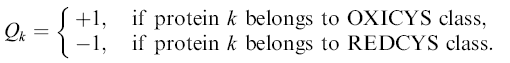 Q_k = { +1, if protein k belongs to OXICYS class,
−1, if protein k belongs to REDCYS class.